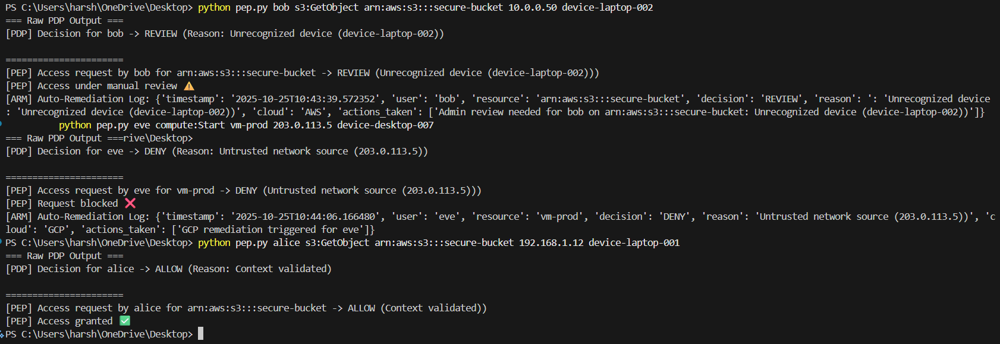 PS C:\Users\harsh\OneDrive\Desktop> python pep.py bob s3:GetObject arn:aws:s3:::secure-bucket 10.0.0.50 device-laptop-002
=== Raw PDP Output ===
[PDP] Decision for bob -> REVIEW (Reason: Unrecognized device (device-laptop-002))
======================
[PEP] Access request by bob for arn:aws:s3:::secure-bucket -> REVIEW (Unrecognized device (device-laptop-002)))
[PEP] Access under manual review ⚠️
[ARM] Auto-Remediation Log: {'timestamp': '2025-10-25T10:43:39.572352', 'user': 'bob', 'resource': 'arn:aws:s3:::secure-bucket', 'decision': 'REVIEW', 'reason': ': 'Unrecognized device
: 'Unrecognized device (device-laptop-002))', 'cloud': 'AWS', 'actions_taken': ['Admin review needed for bob on arn:aws:s3:::secure-bucket: Unrecognized device (device-laptop-002))']}
python pep.py eve compute:Start vm-prod 203.0.113.5 device-desktop-007
=== Raw PDP Output ===rive\Desktop>
[PDP] Decision for eve -> DENY (Reason: Untrusted network source (203.0.113.5))
======================
[PEP] Access request by eve for vm-prod -> DENY (Untrusted network source (203.0.113.5)))
[PEP] Request blocked ❌
[ARM] Auto-Remediation Log: {'timestamp': '2025-10-25T10:44:06.166480', 'user': 'eve', 'resource': 'vm-prod', 'decision': 'DENY', 'reason': 'Untrusted network source (203.0.113.5))', 'c
loud': 'GCP', 'actions_taken': ['GCP remediation triggered for eve']}
PS C:\Users\harsh\OneDrive\Desktop> python pep.py alice s3:GetObject arn:aws:s3:::secure-bucket 192.168.1.12 device-laptop-001
=== Raw PDP Output ===
[PDP] Decision for alice -> ALLOW (Reason: Context validated)
======================
[PEP] Access request by alice for arn:aws:s3:::secure-bucket -> ALLOW (Context validated))
[PEP] Access granted ✅
PS C:\Users\harsh\OneDrive\Desktop>